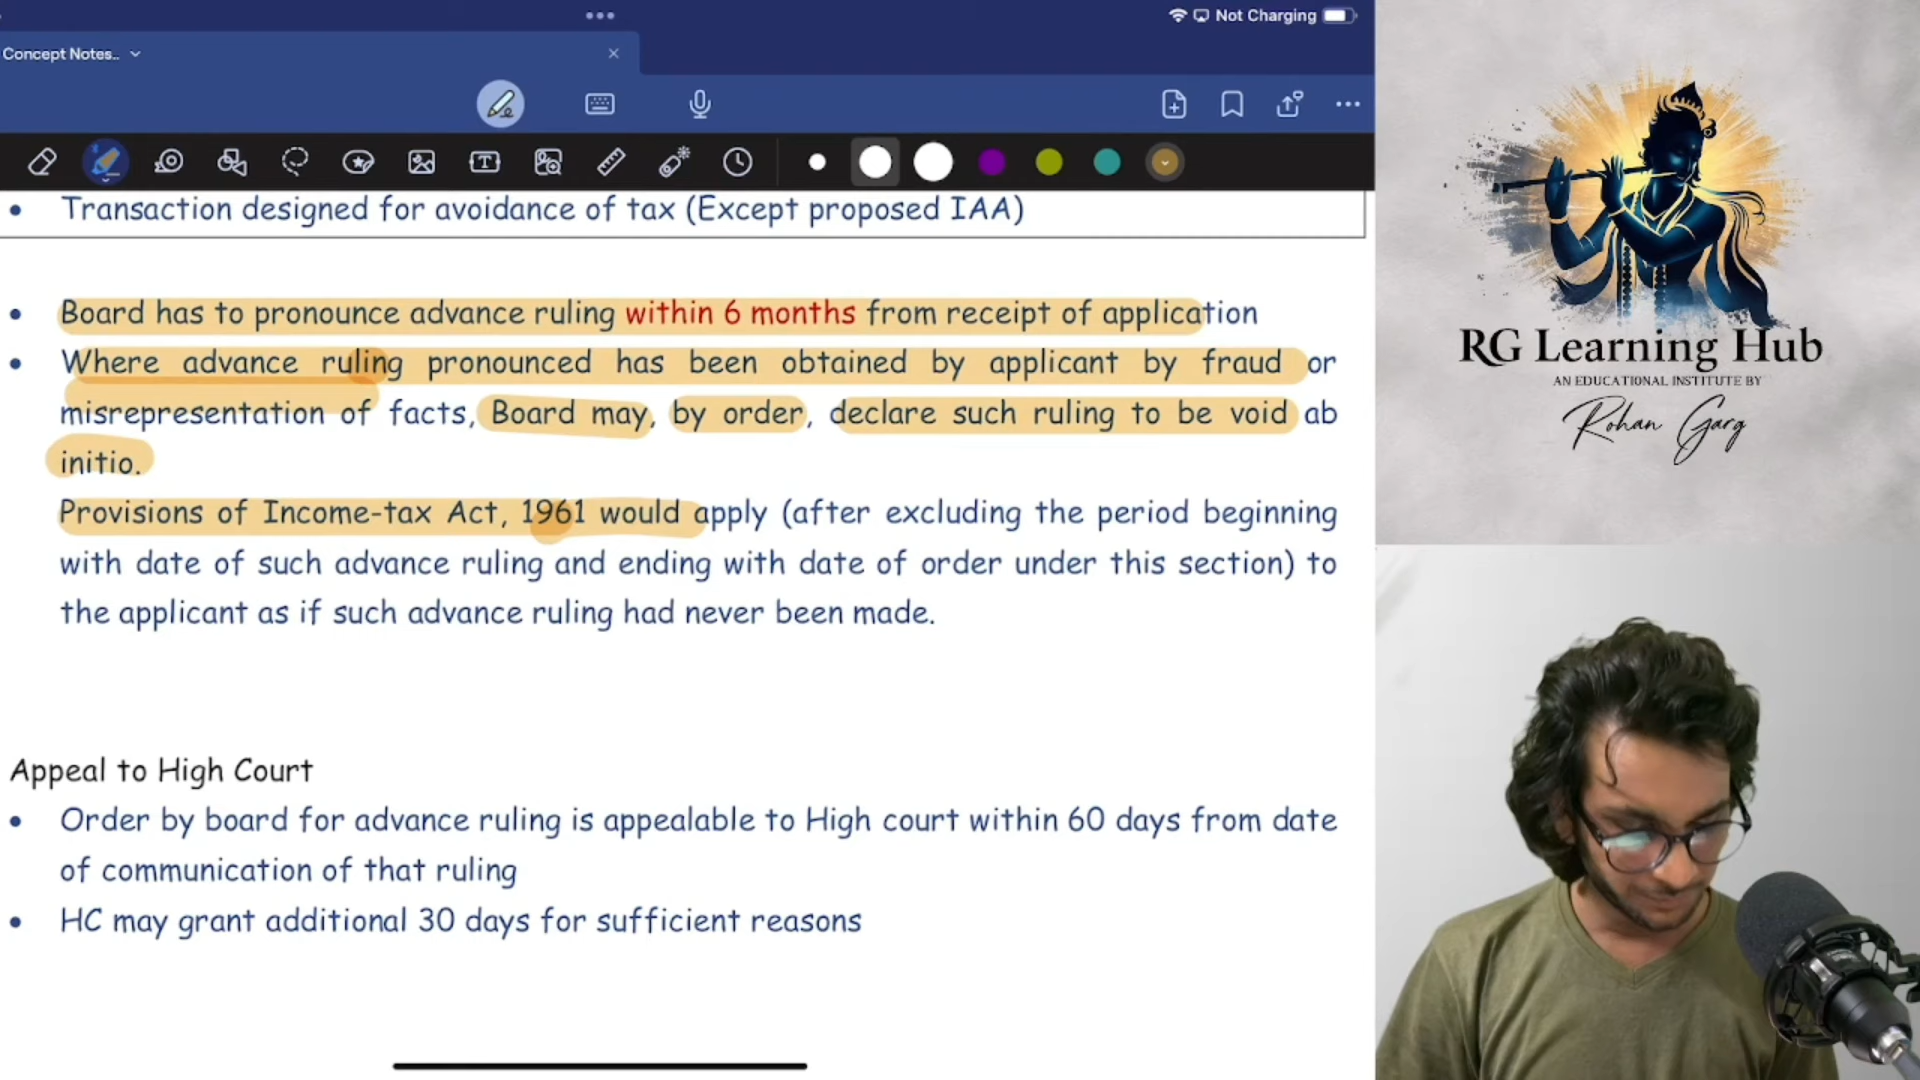 Not Charging
Concept Notes..
• Transaction designed for avoidance of tax (Except proposed IAA)
• Board has to pronounce advance ruling within 6 months from receipt of application
• Where advance ruling pronounced has been obtained by applicant by fraud or
misrepresentation of facts, Board may, by order, declare such ruling to be void ab
initio.
Provisions of Income-tax Act, 1961 would apply (after excluding the period beginning
with date of such advance ruling and ending with date of order under this section) to
the applicant as if such advance ruling had never been made.
Appeal to High Court
• Order by board for advance ruling is appealable to High court within 60 days from date
of communication of that ruling
• HC may grant additional 30 days for sufficient reasons
RG Learning Hub
AN EDUCATIONAL INSTITUTE BY
Rohan Garg